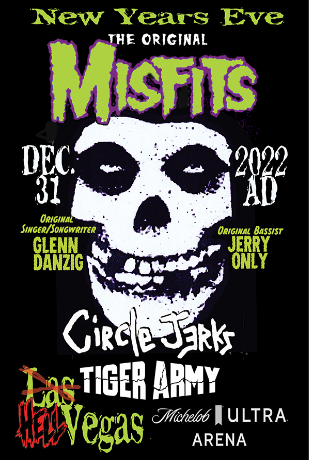 New Years Eve
THE ORIGINAL
MISFITS
DEC. 31
2022 AD
ORIGINAL SINGER/SONGWRITER
GLENN DANZIG
ORIGINAL BASSIST
JERRY ONLY
CIRCLE JERKS
TIGER ARMY
Las
HELL Vegas
Michelob ULTRA
ARENA